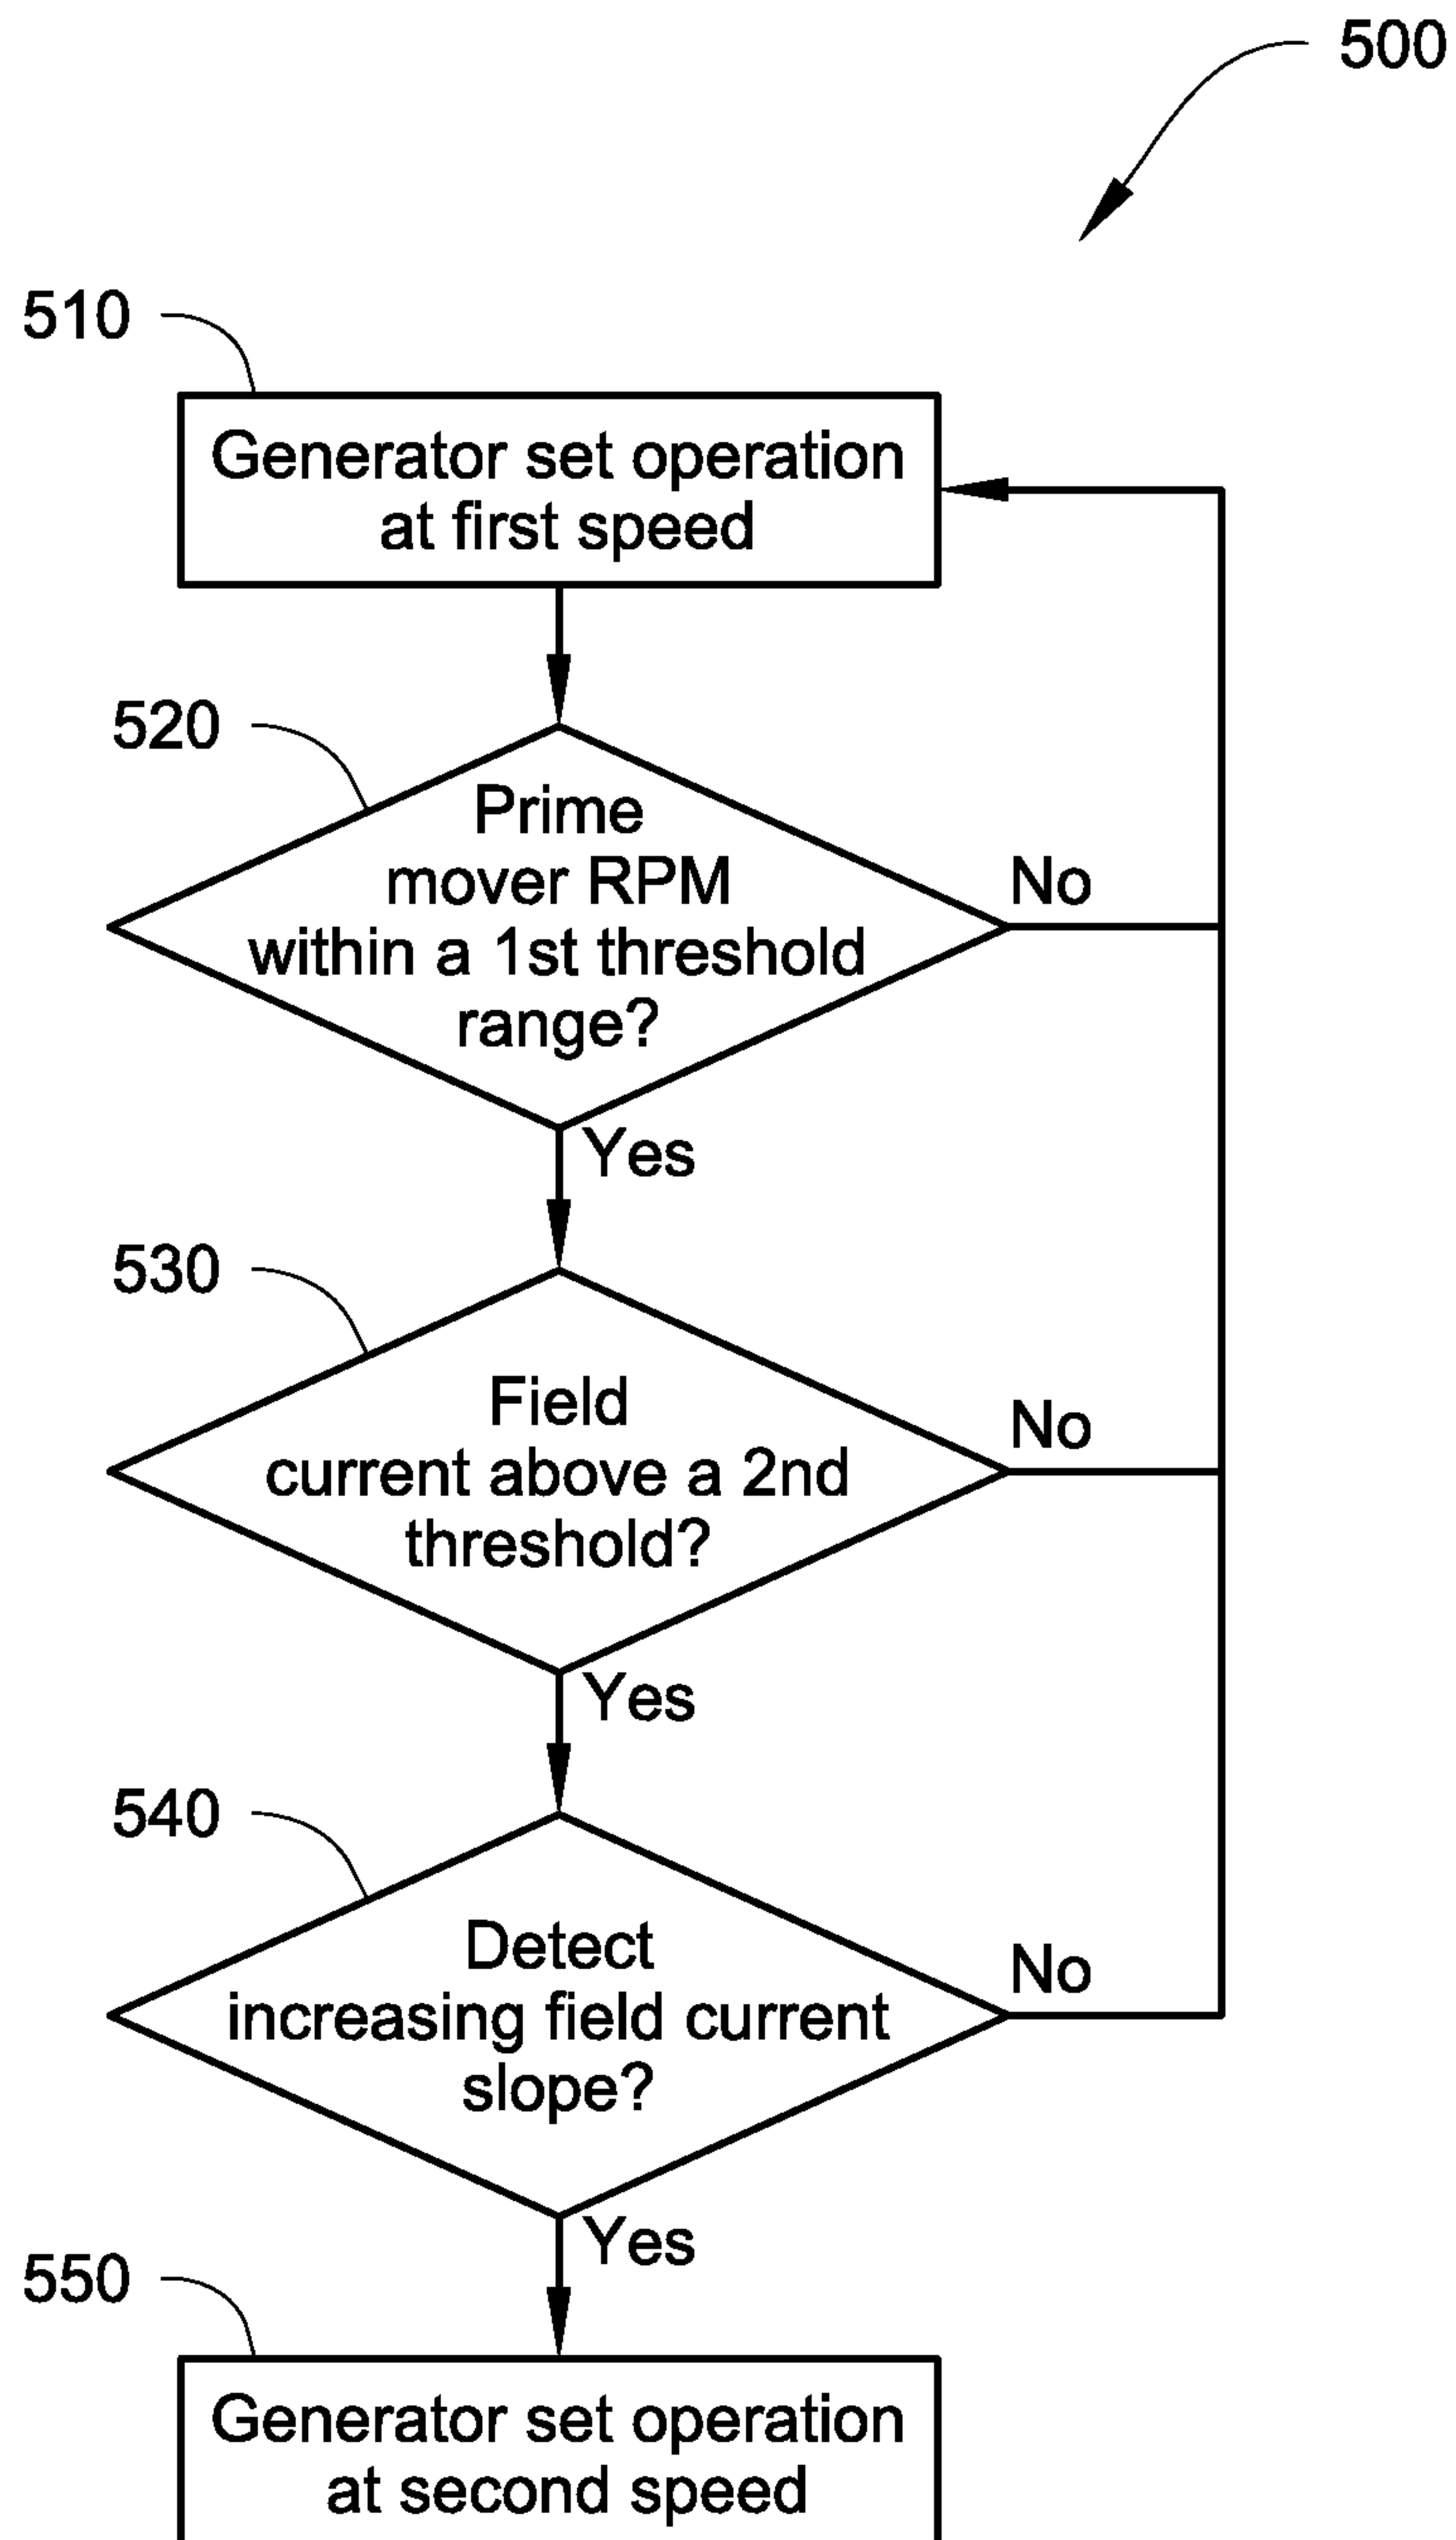 500
510
Generator set operation
at first speed
520
Prime
mover RPM
within a 1st threshold
range?
No
Yes
530
Field
current above a 2nd
threshold?
No
Yes
540
Detect
increasing field current
slope?
No
Yes
550
Generator set operation
at second speed